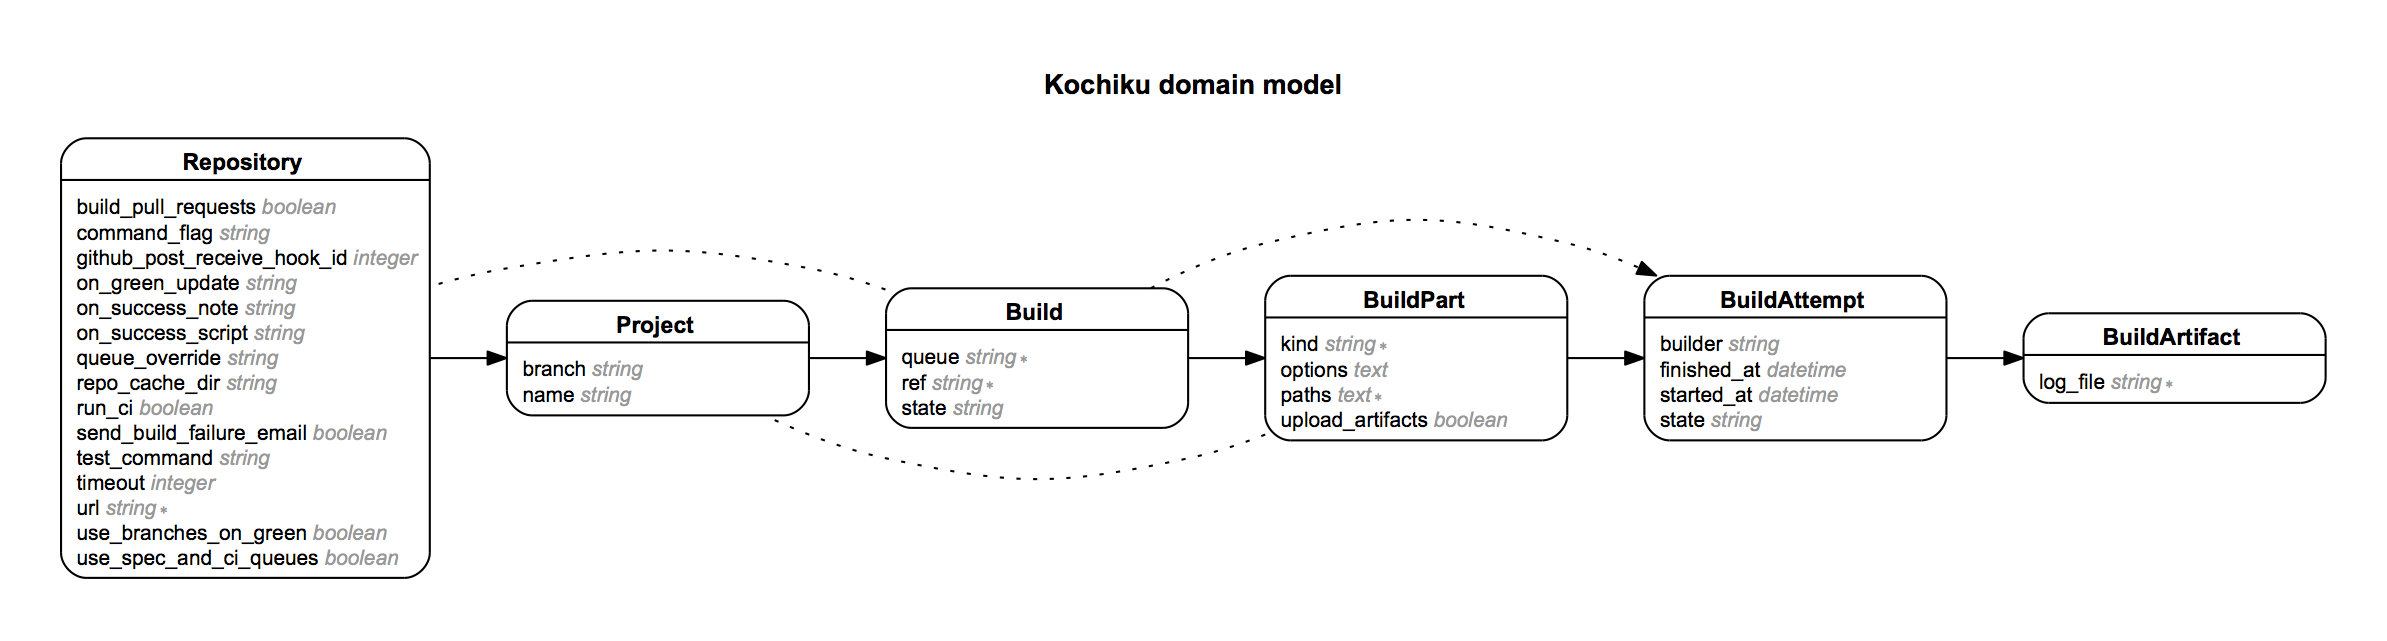 Kochiku domain model
Repository
build_pull_requests boolean
command_flag string
github_post_receive_hook_id integer
on_green_update string
on_success_note string
on_success_script string
queue_override string
repo_cache_dir string
run_ci boolean
send_build_failure_email boolean
test_command string
timeout integer
url string *
use_branches_on_green boolean
use_spec_and_ci_queues boolean
Project
branch string
name string
Build
queue string *
ref string *
state string
BuildPart
kind string *
options text
paths text *
upload_artifacts boolean
BuildAttempt
builder string
finished_at datetime
started_at datetime
state string
BuildArtifact
log_file string *